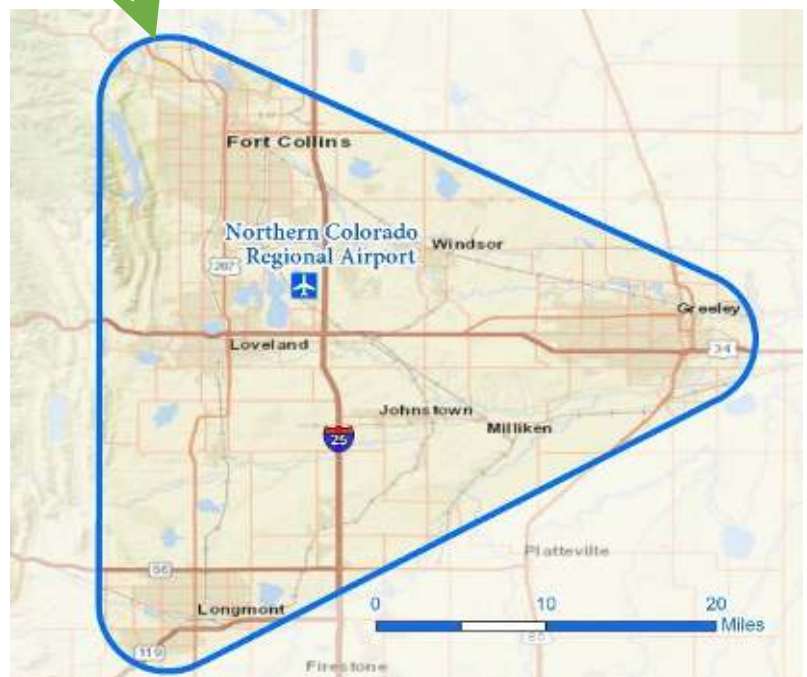 Fort Collins
Northern Colorado
Regional Airport
Windsor
287
Greeley
Loveland
34
Johnstown
Milliken
25
Platteville
56
Longmont
0 10 20
Miles
119
85
Firestone